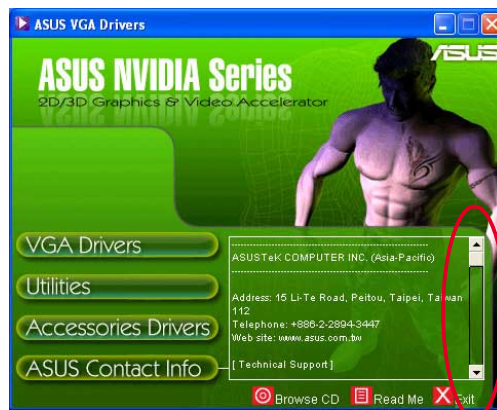 ASUS VGA Drivers
ASUS
ASUS NVIDIA Series
2D/3D Graphics & Video Accelerator
VGA Drivers
Utilities
Accessories Drivers
ASUS Contact Info
ASUSTeK COMPUTER INC. (Asia-Pacific)
Address: 15 Li-Te Road, Peitou, Taipei, Taiwan
112
Telephone: +886-2-2894-3447
Web site: www.asus.com.tw
[ Technical Support ]
Browse CD
Read Me
Exit